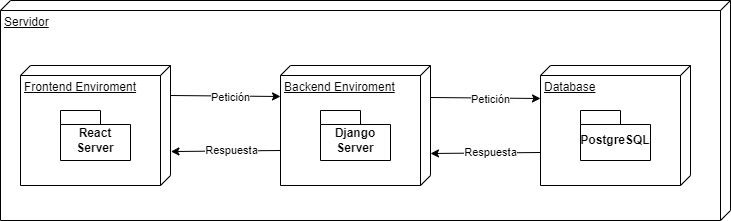 Servidor
Frontend Enviroment
React
Server
Petición
Respuesta
Backend Enviroment
Django
Server
Petición
Respuesta
Database
PostgreSQL